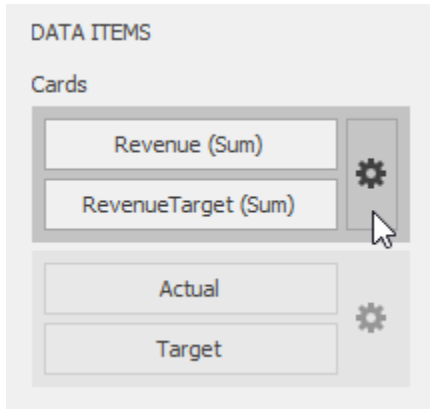 DATA ITEMS
Cards
Revenue (Sum)
RevenueTarget (Sum)
Actual
Target